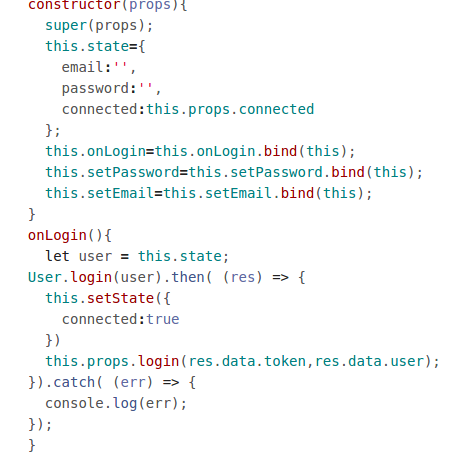 constructor(props){
super(props);
this.state={
email:'',
password:'',
connected:this.props.connected
};
this.onLogin=this.onLogin.bind(this);
this.setPassword=this.setPassword.bind(this);
this.setEmail=this.setEmail.bind(this);
}
onLogin(){
let user = this.state;
User.login(user).then( (res) => {
this.setState({
connected:true
})
this.props.login(res.data.token,res.data.user);
}).catch( (err) => {
console.log(err);
});
}